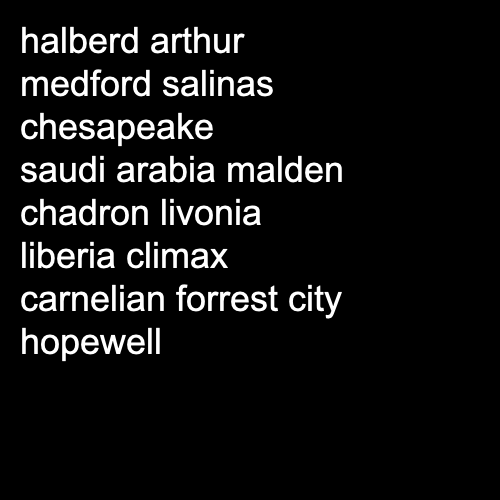 halberd arthur
medford salinas
chesapeake
saudi arabia malden
chadron livonia
liberia climax
carnelian forrest city
hopewell